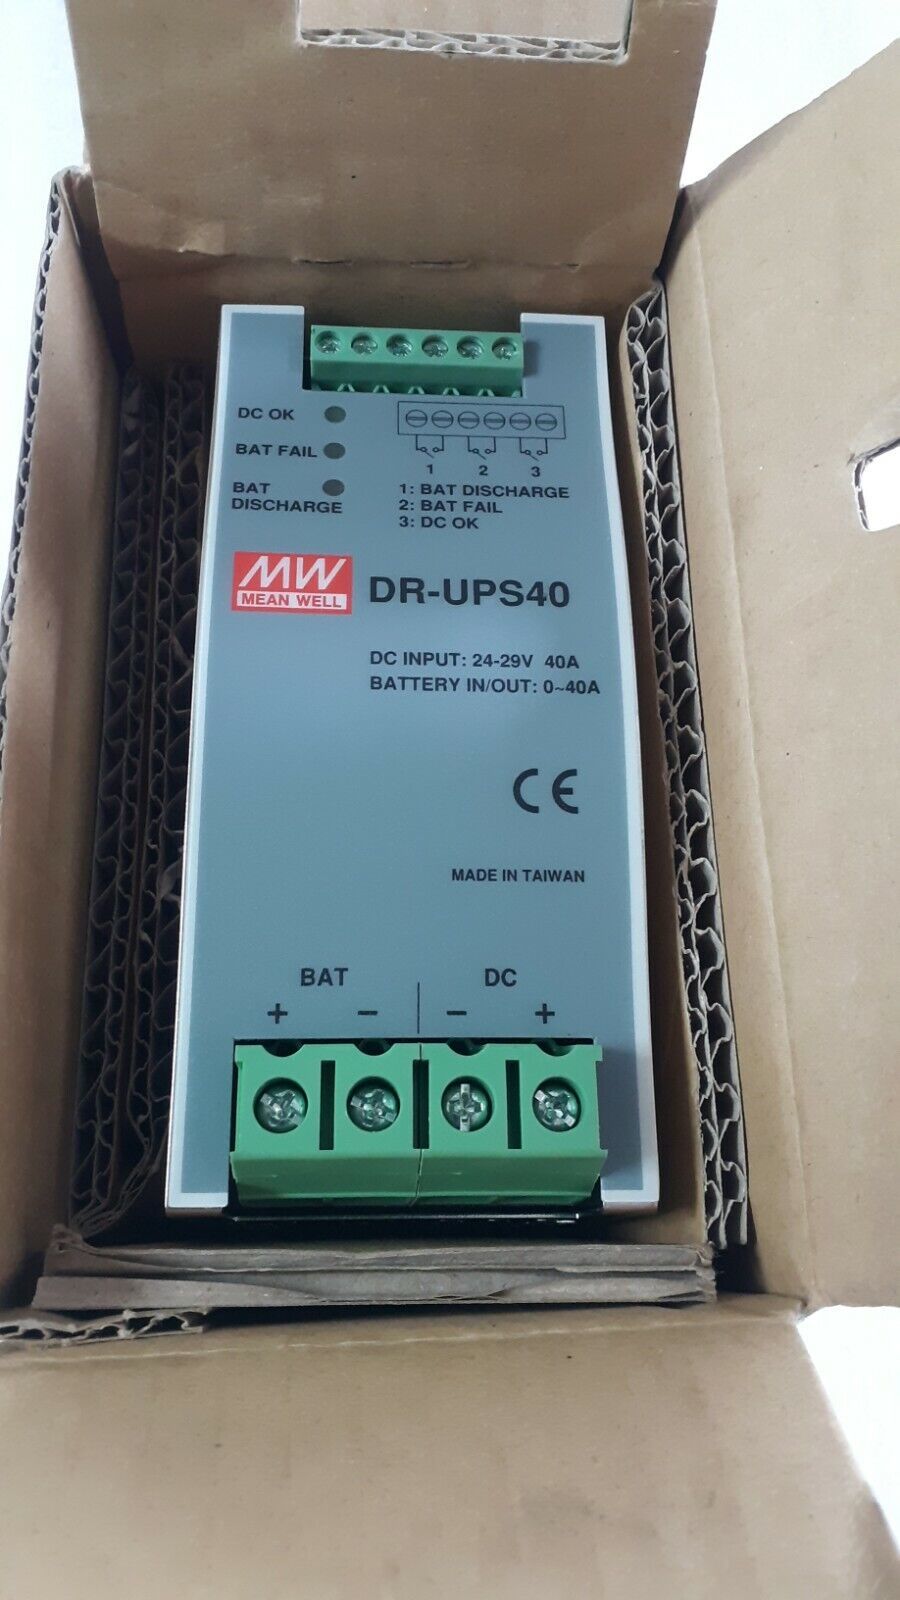 DC OK
BAT FAIL
BAT
DISCHARGE
1 2 3
1: BAT DISCHARGE
2: BAT FAIL
3: DC OK
MW
MEAN WELL
DR-UPS40
DC INPUT: 24-29V 40A
BATTERY IN/OUT: 0~40A
CE
MADE IN TAIWAN
BAT DC
+ − − +